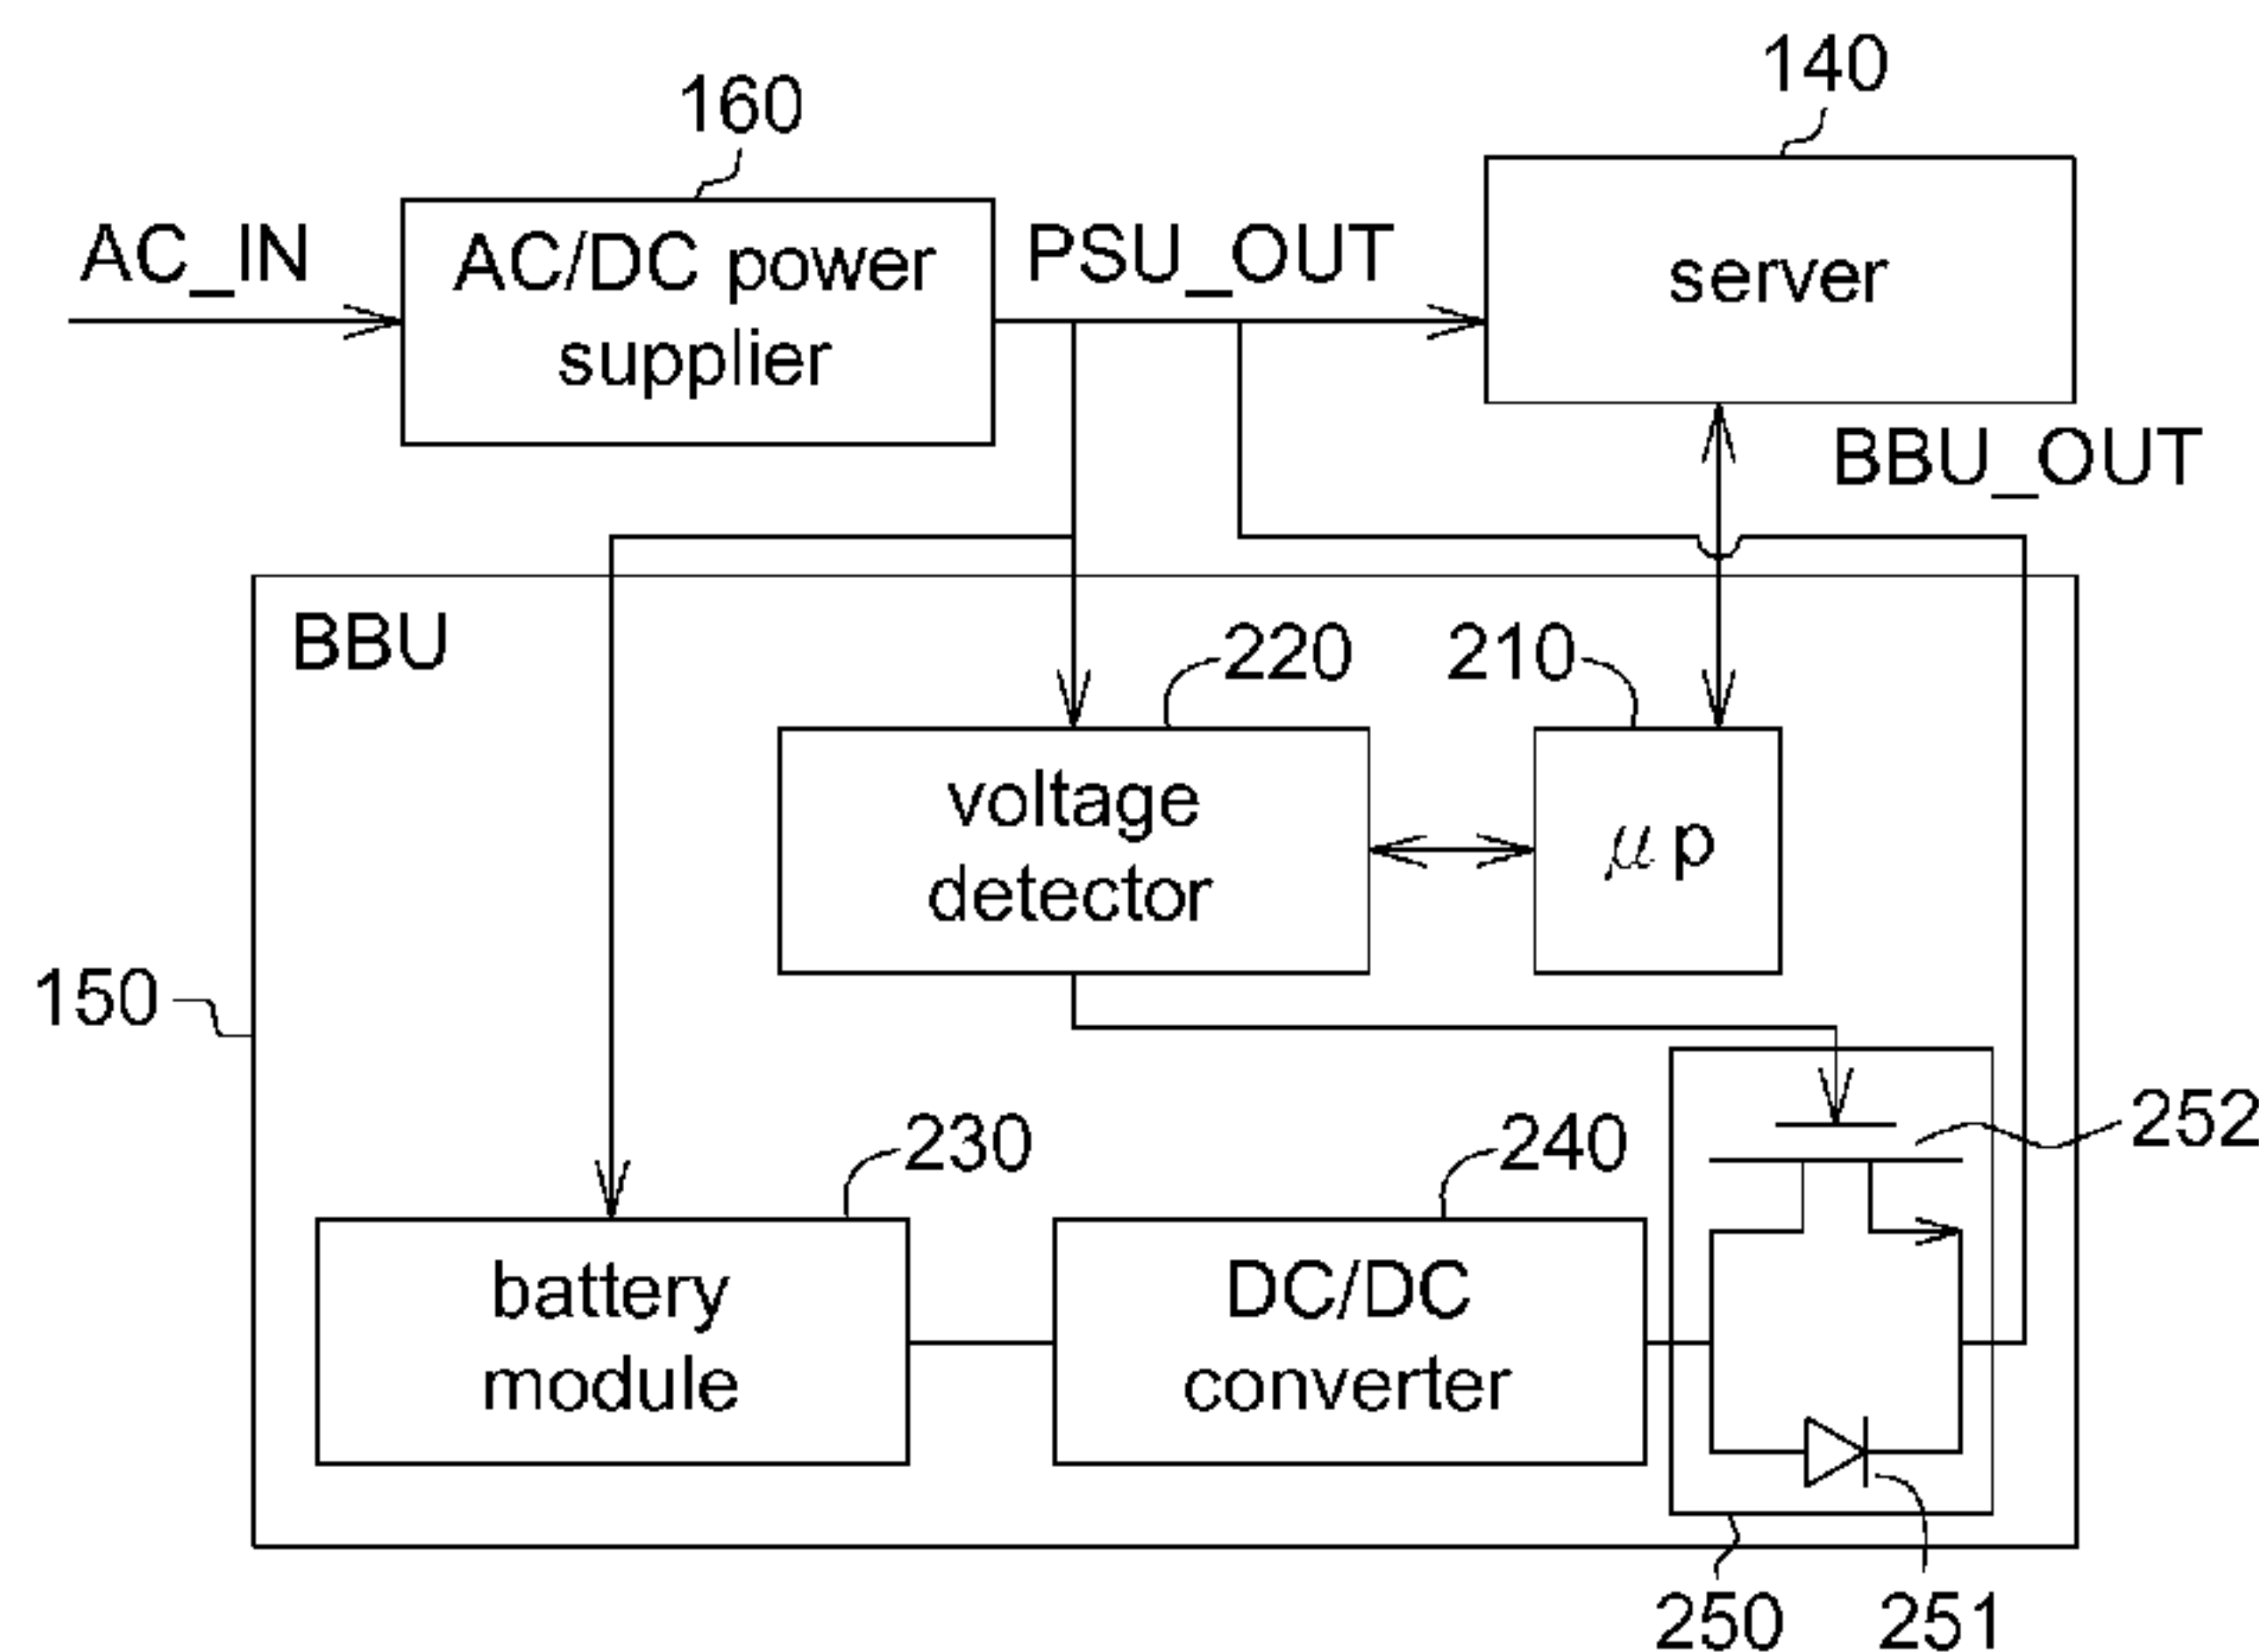 140
160
AC_IN
AC/DC power
supplier
PSU_OUT
server
BBU_OUT
BBU
220
210
voltage
detector
μp
150
252
230
240
battery
module
DC/DC
converter
250
251